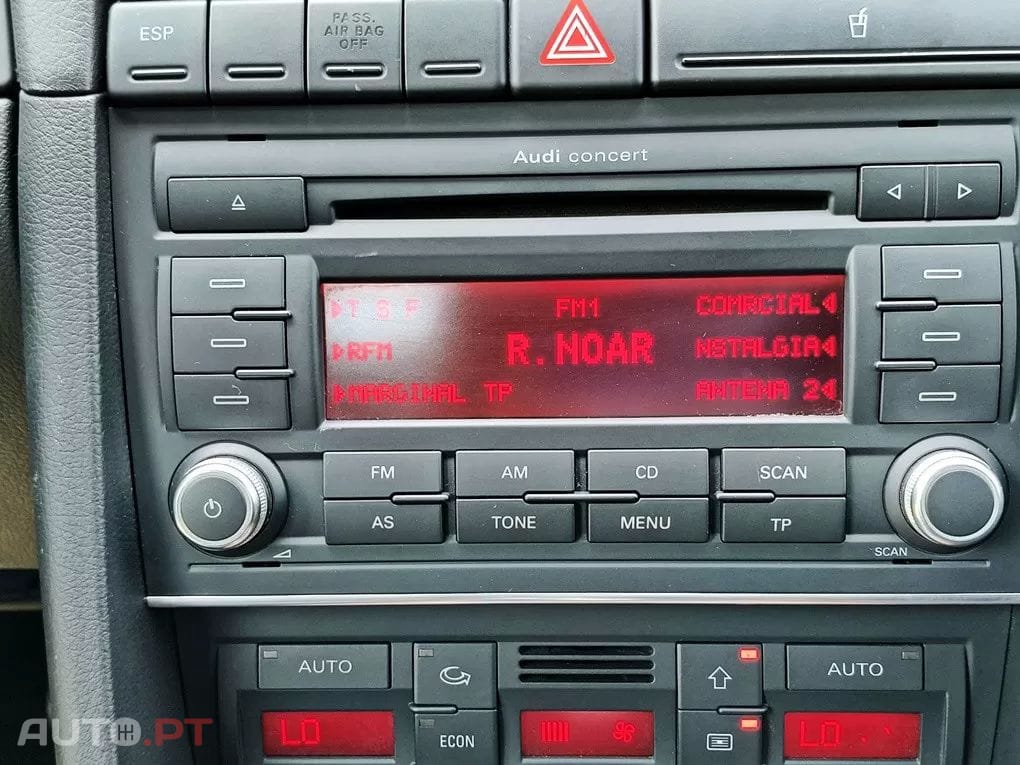 ESP
PASS.
AIR BAG
OFF
Audi concert
T S F FM1 COMRCIAL
RFM R.NOAR NSTALGIA
MARGINAL TP ANTENA 2
FM AM CD SCAN
AS TONE MENU TP
SCAN
AUTO AUTO
ECON
LO LO
AUTO.PT